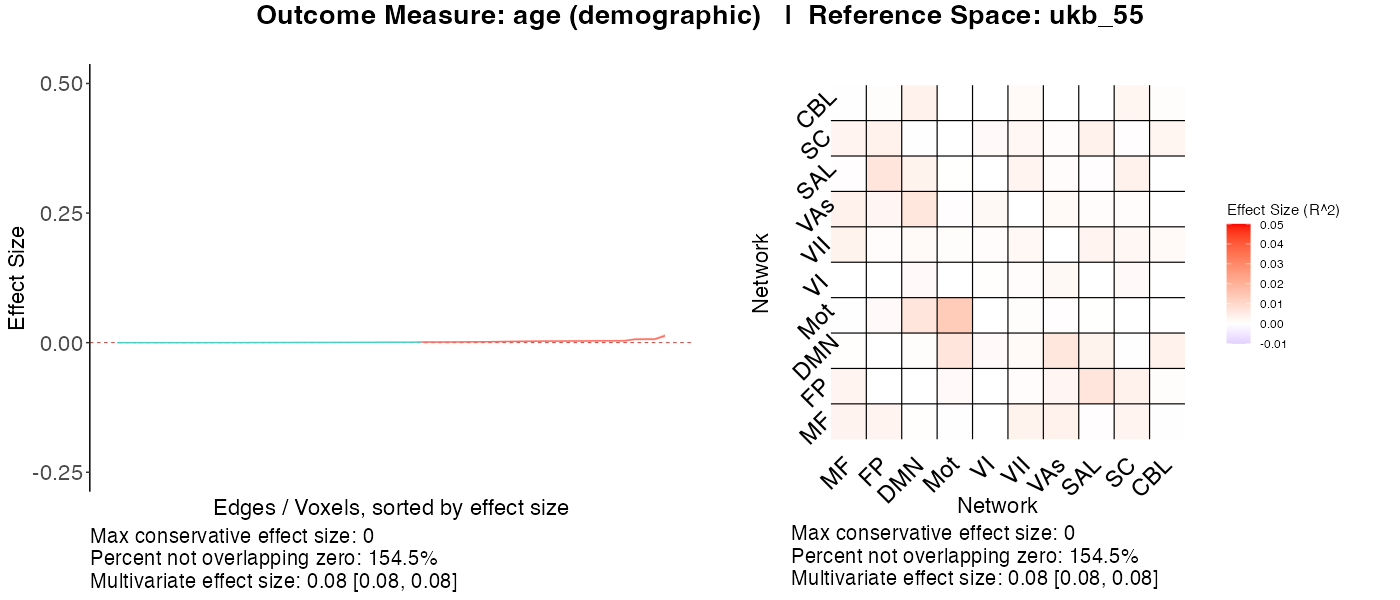 Outcome Measure: age (demographic) | Reference Space: ukb_55
0.50
0.25
0.00
-0.25
Effect Size
Edges / Voxels, sorted by effect size
Max conservative effect size: 0
Percent not overlapping zero: 154.5%
Multivariate effect size: 0.08 [0.08, 0.08]
Network
CBL
SC
SAL
VAs
VII
VI
Mot
DMN
FP
MF
MF FP DMN Mot VI VII VAs SAL SC CBL
Network
Max conservative effect size: 0
Percent not overlapping zero: 154.5%
Multivariate effect size: 0.08 [0.08, 0.08]
Effect Size (R^2)
0.05
0.04
0.03
0.02
0.01
0.00
-0.01